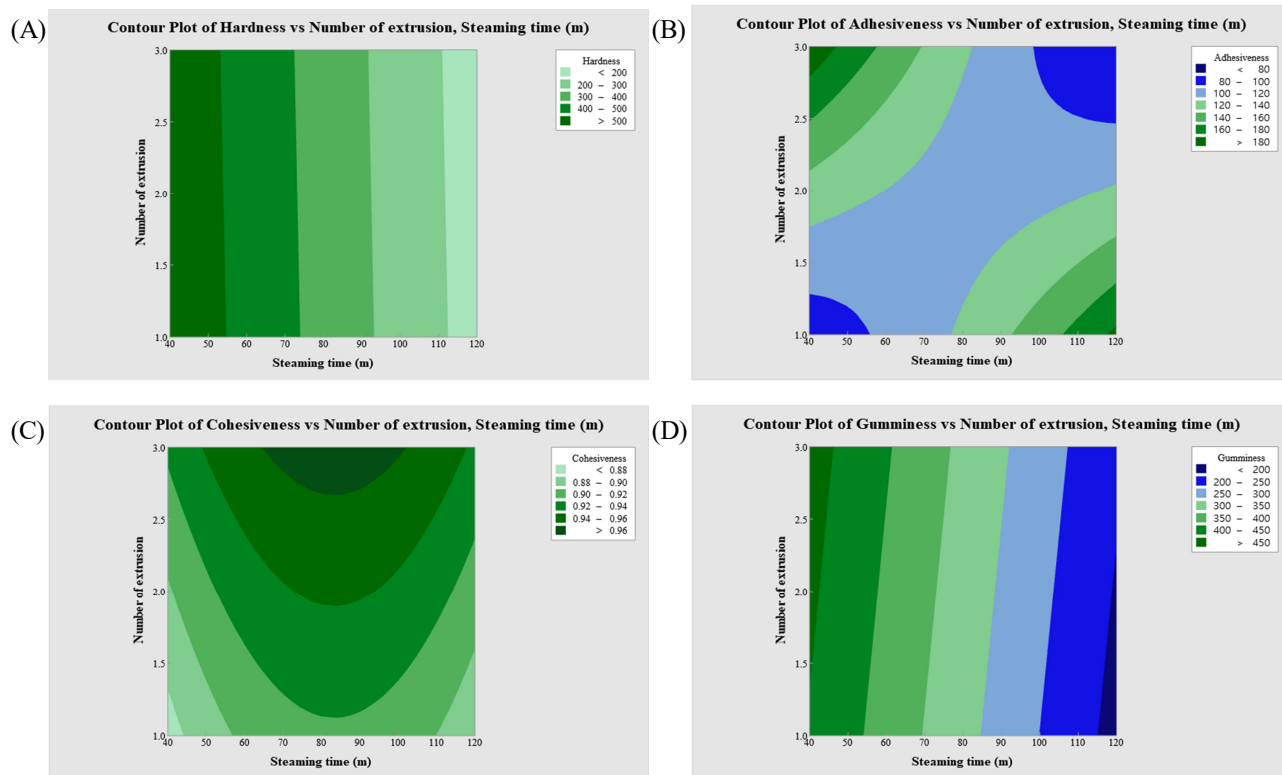 (A)
Contour Plot of Hardness vs Number of extrusion, Steaming time (m)
3.0
2.5
2.0
1.5
1.0
Number of extrusion
40 50 60 70 80 90 100 110 120
Steaming time (m)
Hardness
< 200
200 – 300
300 – 400
400 – 500
> 500
(B)
Contour Plot of Adhesiveness vs Number of extrusion, Steaming time (m)
3.0
2.5
2.0
1.5
1.0
Number of extrusion
40 50 60 70 80 90 100 110 120
Steaming time (m)
Adhesiveness
< 80
80 – 100
100 – 120
120 – 140
140 – 160
160 – 180
> 180
(C)
Contour Plot of Cohesiveness vs Number of extrusion, Steaming time (m)
3.0
2.5
2.0
1.5
1.0
Number of extrusion
40 50 60 70 80 90 100 110 120
Steaming time (m)
Cohesiveness
< 0.88
0.88 – 0.90
0.90 – 0.92
0.92 – 0.94
0.94 – 0.96
> 0.96
(D)
Contour Plot of Gumminess vs Number of extrusion, Steaming time (m)
3.0
2.5
2.0
1.5
1.0
Number of extrusion
40 50 60 70 80 90 100 110 120
Steaming time (m)
Gumminess
< 200
200 – 250
250 – 300
300 – 350
350 – 400
400 – 450
> 450